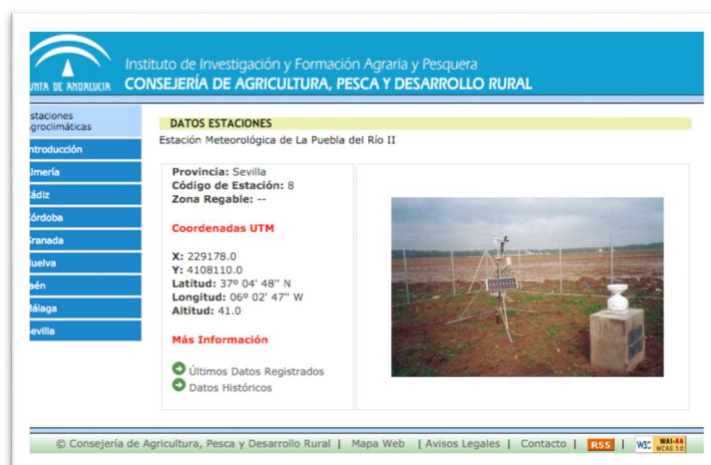 Instituto de Investigación y Formación Agraria y Pesquera
UNTA DE ANDALUCIA CONSEJERÍA DE AGRICULTURA, PESCA Y DESARROLLO RURAL
staciones
groclimáticas
ntroducción
lmería
ádiz
órdoba
ranada
uelva
aén
álaga
evilla
DATOS ESTACIONES
Estación Meteorológica de La Puebla del Río II
Provincia: Sevilla
Código de Estación: 8
Zona Regable: --
Coordenadas UTM
X: 229178.0
Y: 4108110.0
Latitud: 37º 04' 48'' N
Longitud: 06º 02' 47'' W
Altitud: 41.0
Más Información
Últimos Datos Registrados
Datos Históricos
© Consejería de Agricultura, Pesca y Desarrollo Rural | Mapa Web | Avisos Legales | Contacto | RSS | W3C WAI-AA WCAG 1.0